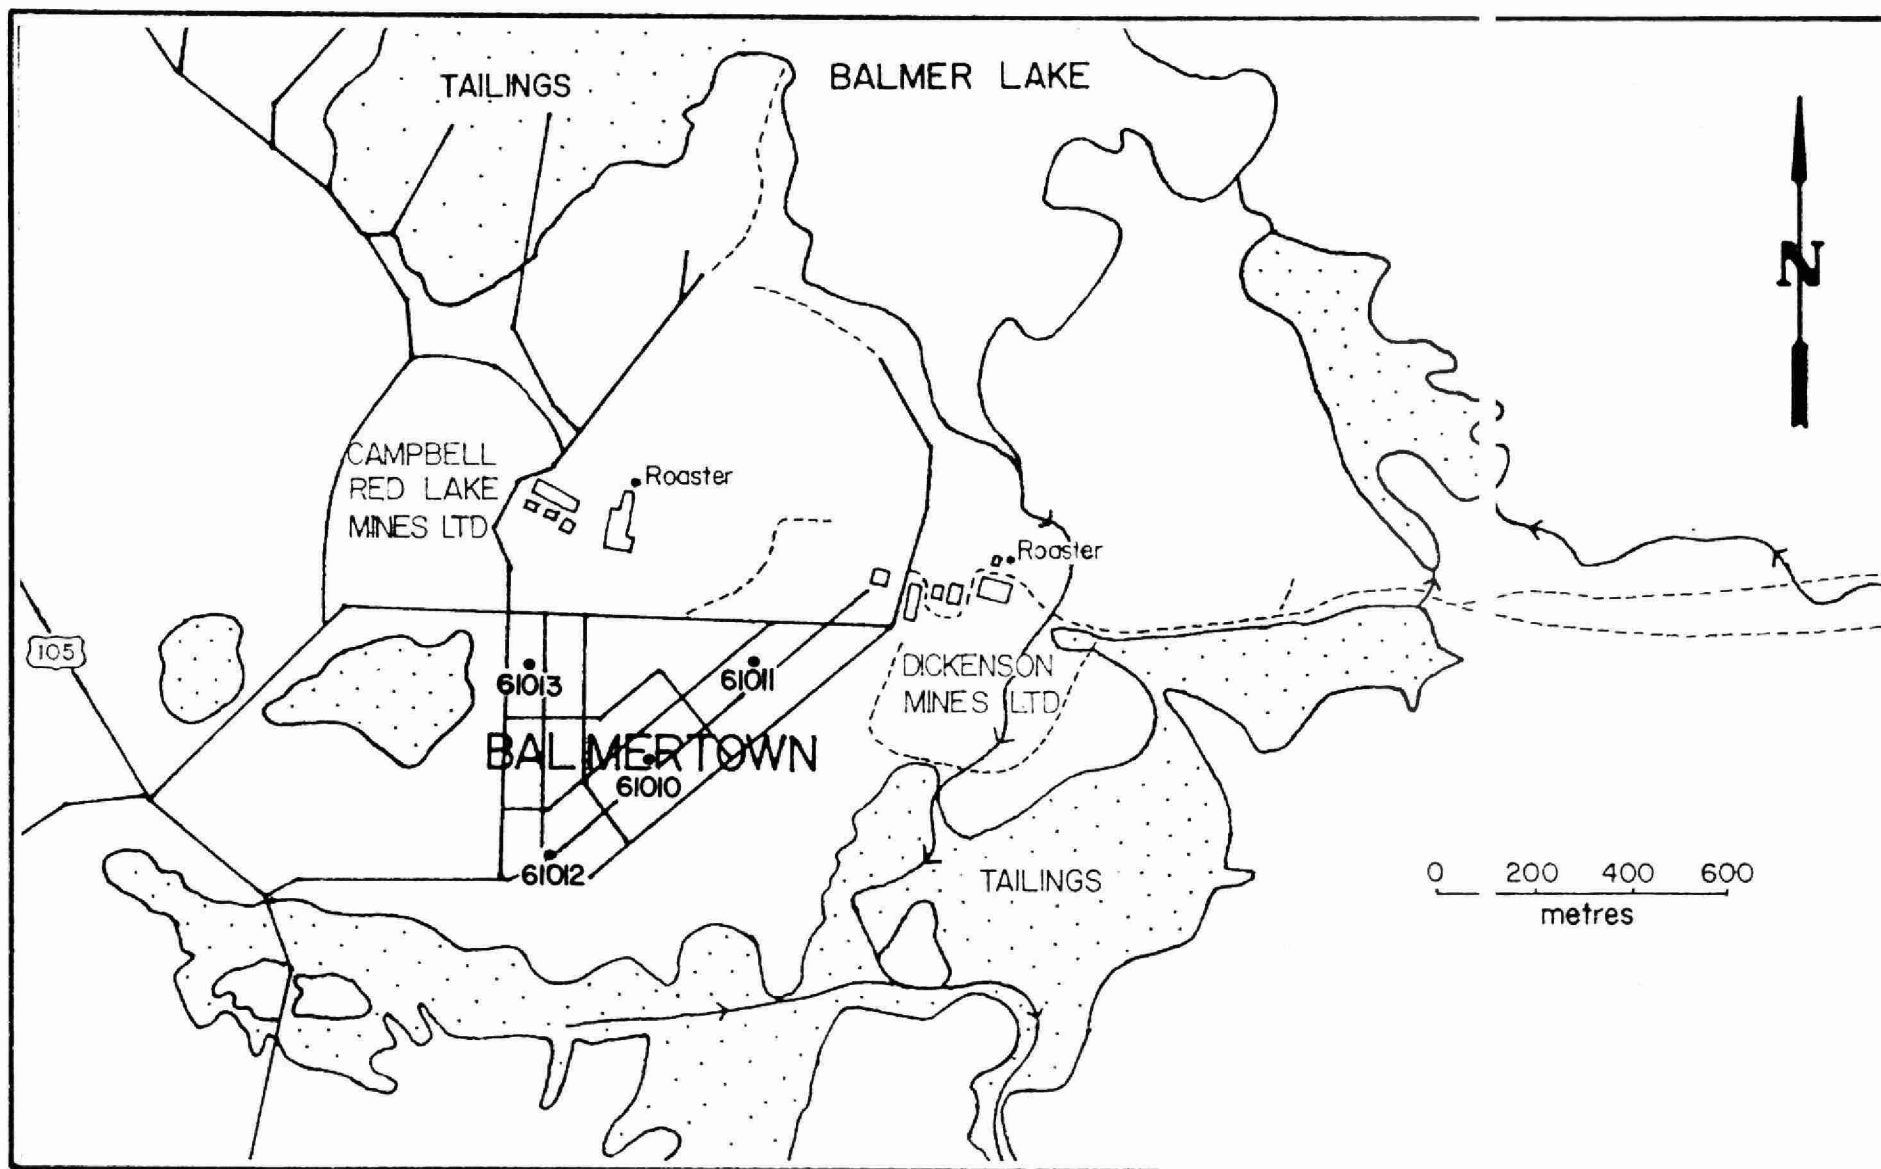 TAILINGS
BALMER LAKE
N
CAMPBELL
RED LAKE
MINES LTD
Roaster
Roaster
105
61013
61011
DICKENSON
MINES LTD
BALMERTOWN
61010
61012
TAILINGS
0 200 400 600
metres